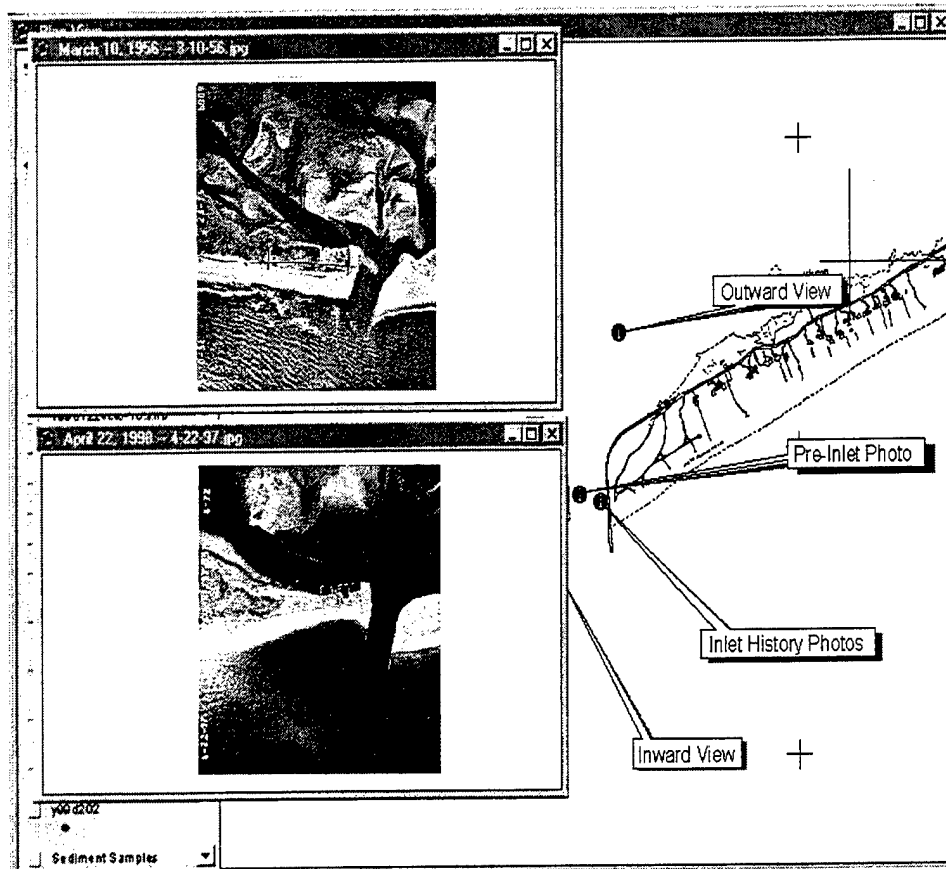 March 10, 1956 -- 3-10-56.jpg
Outward View
Pre-Inlet Photo
April 22, 1998 -- 4-22-97.jpg
Inlet History Photos
Inward View
y99d202
Sediment Samples